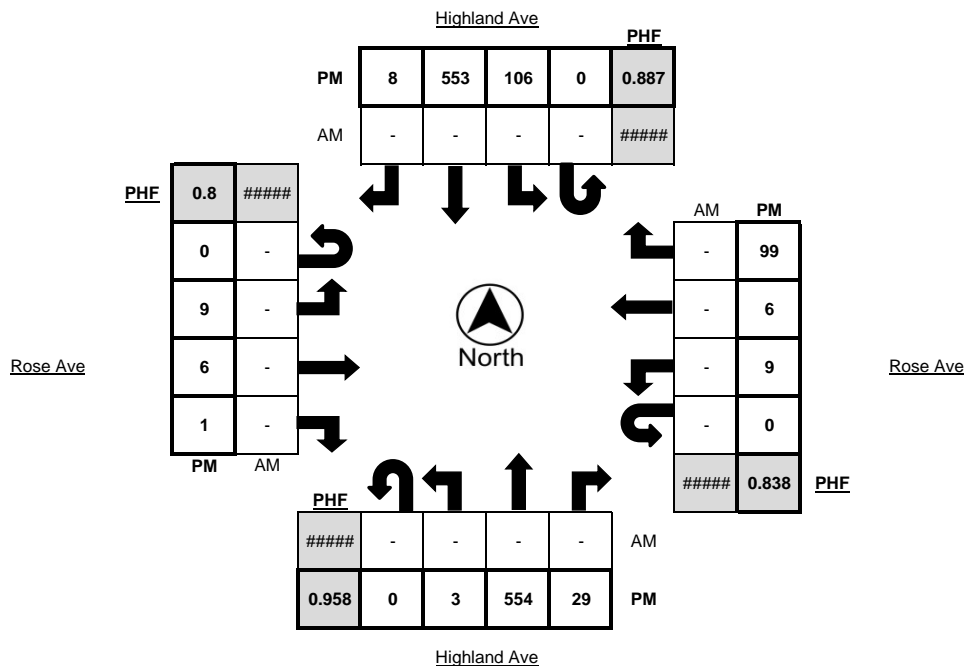 Highland Ave
PHF
PM 8 553 106 0 0.887
AM - - - - #####
PHF 0.8 #####
AM PM
0 -
- 99
9 -
- 6
North
Rose Ave
6 -
- 9
Rose Ave
1 -
- 0
PM AM
##### 0.838 PHF
PHF
##### - - - - AM
0.958 0 3 554 29 PM
Highland Ave